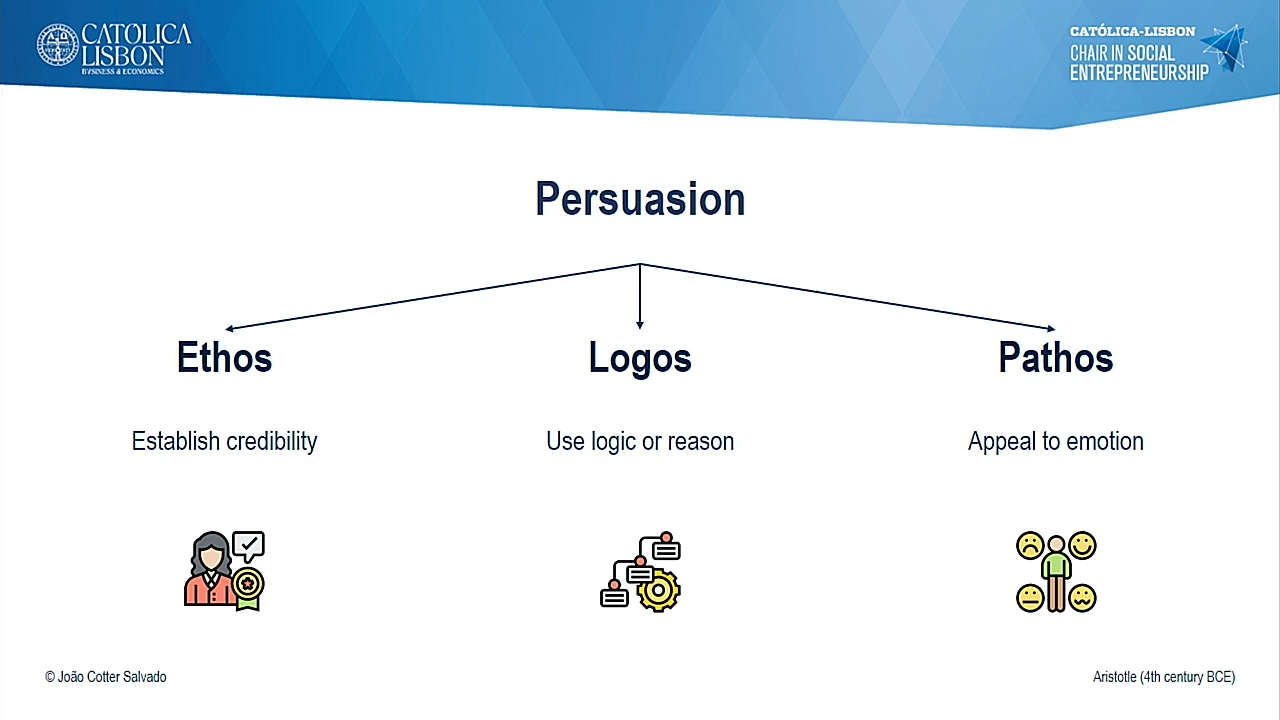 CATÓLICA
LISBON
BUSINESS & ECONOMICS
CATÓLICA-LISBON
CHAIR IN SOCIAL
ENTREPRENEURSHIP
Persuasion
Ethos Logos Pathos
Establish credibility Use logic or reason Appeal to emotion
© João Cotter Salvado Aristotle (4th century BCE)